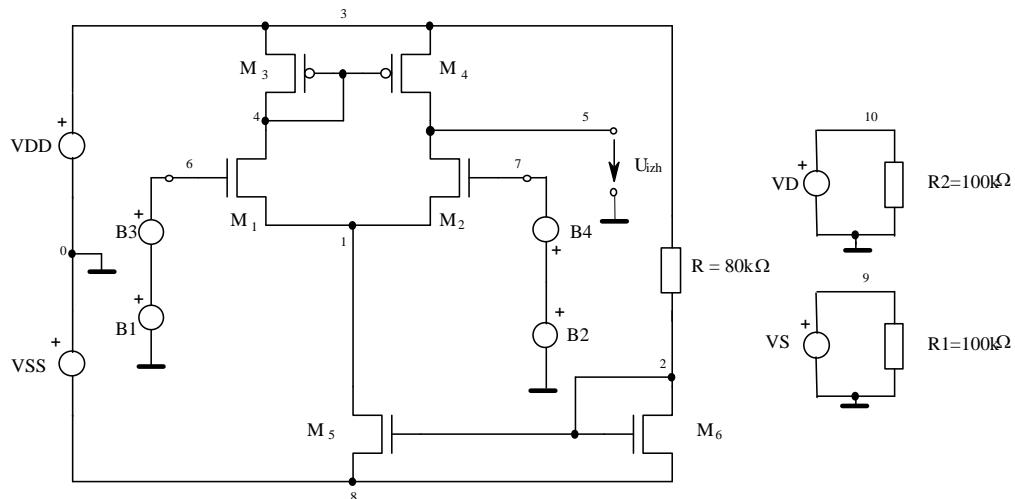 3
M 3
M 4
4
5
+
VDD
10
6
7
+
U izh
VD
R2=100kΩ
M 1
M 2
+
B3
B4
1
0
+
R = 80kΩ
9
+
B1
+
B2
+
VS
R1=100kΩ
+
VSS
2
M 5
M 6
8